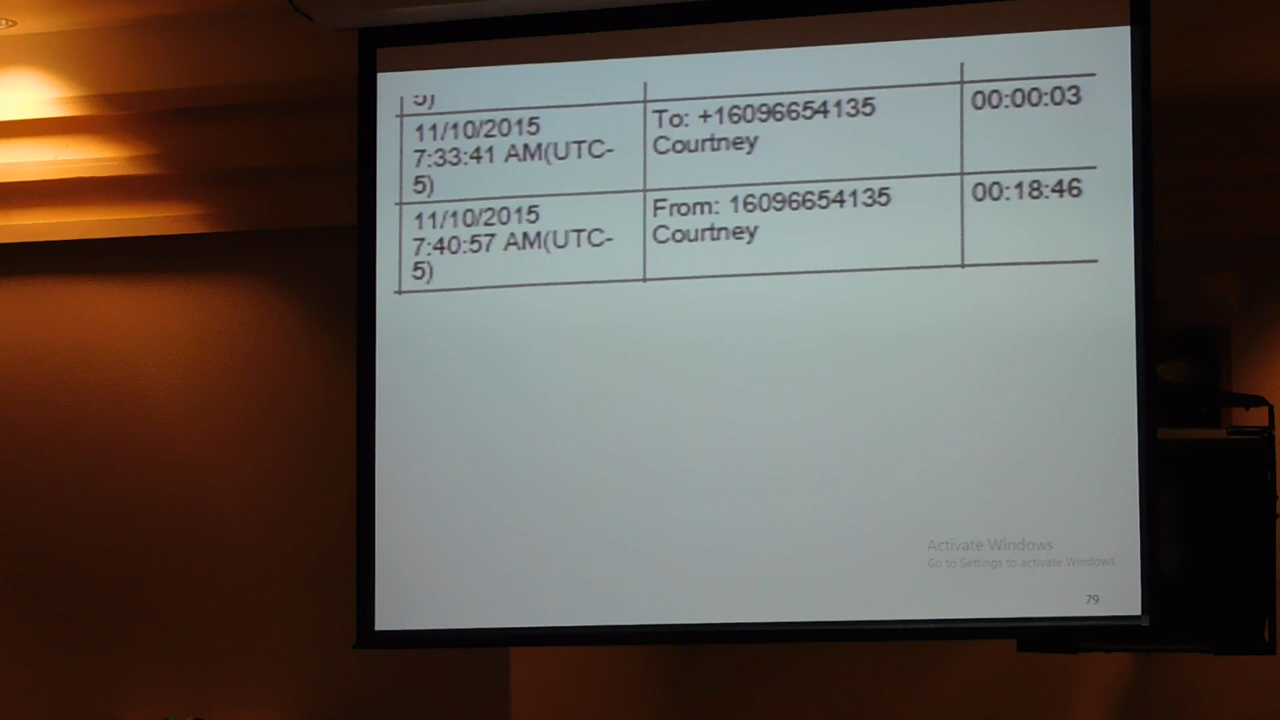 5)
11/10/2015
7:33:41 AM(UTC-
5)
To: +16096654135
Courtney
00:00:03
11/10/2015
7:40:57 AM(UTC-
5)
From: 16096654135
Courtney
00:18:46
Activate Windows
Go to Settings to activate Windows.
79